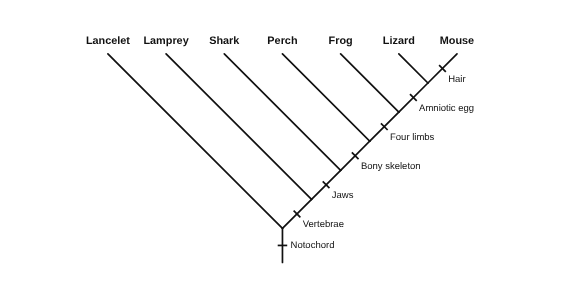 Lancelet Lamprey Shark Perch Frog Lizard Mouse
Hair
Amniotic egg
Four limbs
Bony skeleton
Jaws
Vertebrae
Notochord